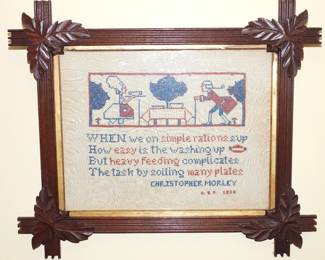 WHEN we on simple rations sup
How easy is the washing up
But heavy feeding complicates
The task by soiling many plates
CHRISTOPHER MORLEY